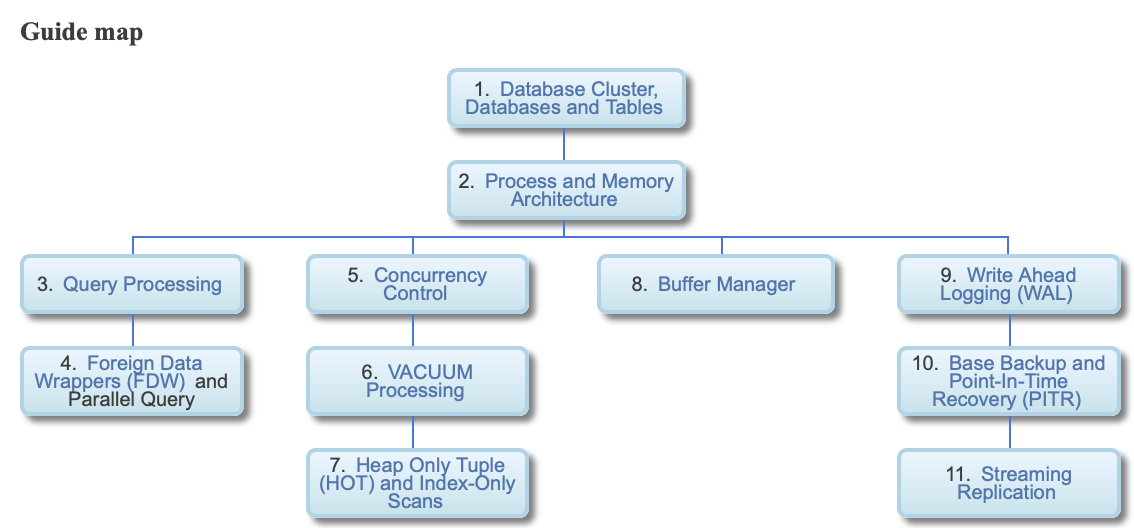 Guide map
1. Database Cluster,
Databases and Tables
2. Process and Memory
Architecture
3. Query Processing
5. Concurrency
Control
8. Buffer Manager
9. Write Ahead
Logging (WAL)
4. Foreign Data
Wrappers (FDW) and
Parallel Query
6. VACUUM
Processing
10. Base Backup and
Point-In-Time
Recovery (PITR)
7. Heap Only Tuple
(HOT) and Index-Only
Scans
11. Streaming
Replication